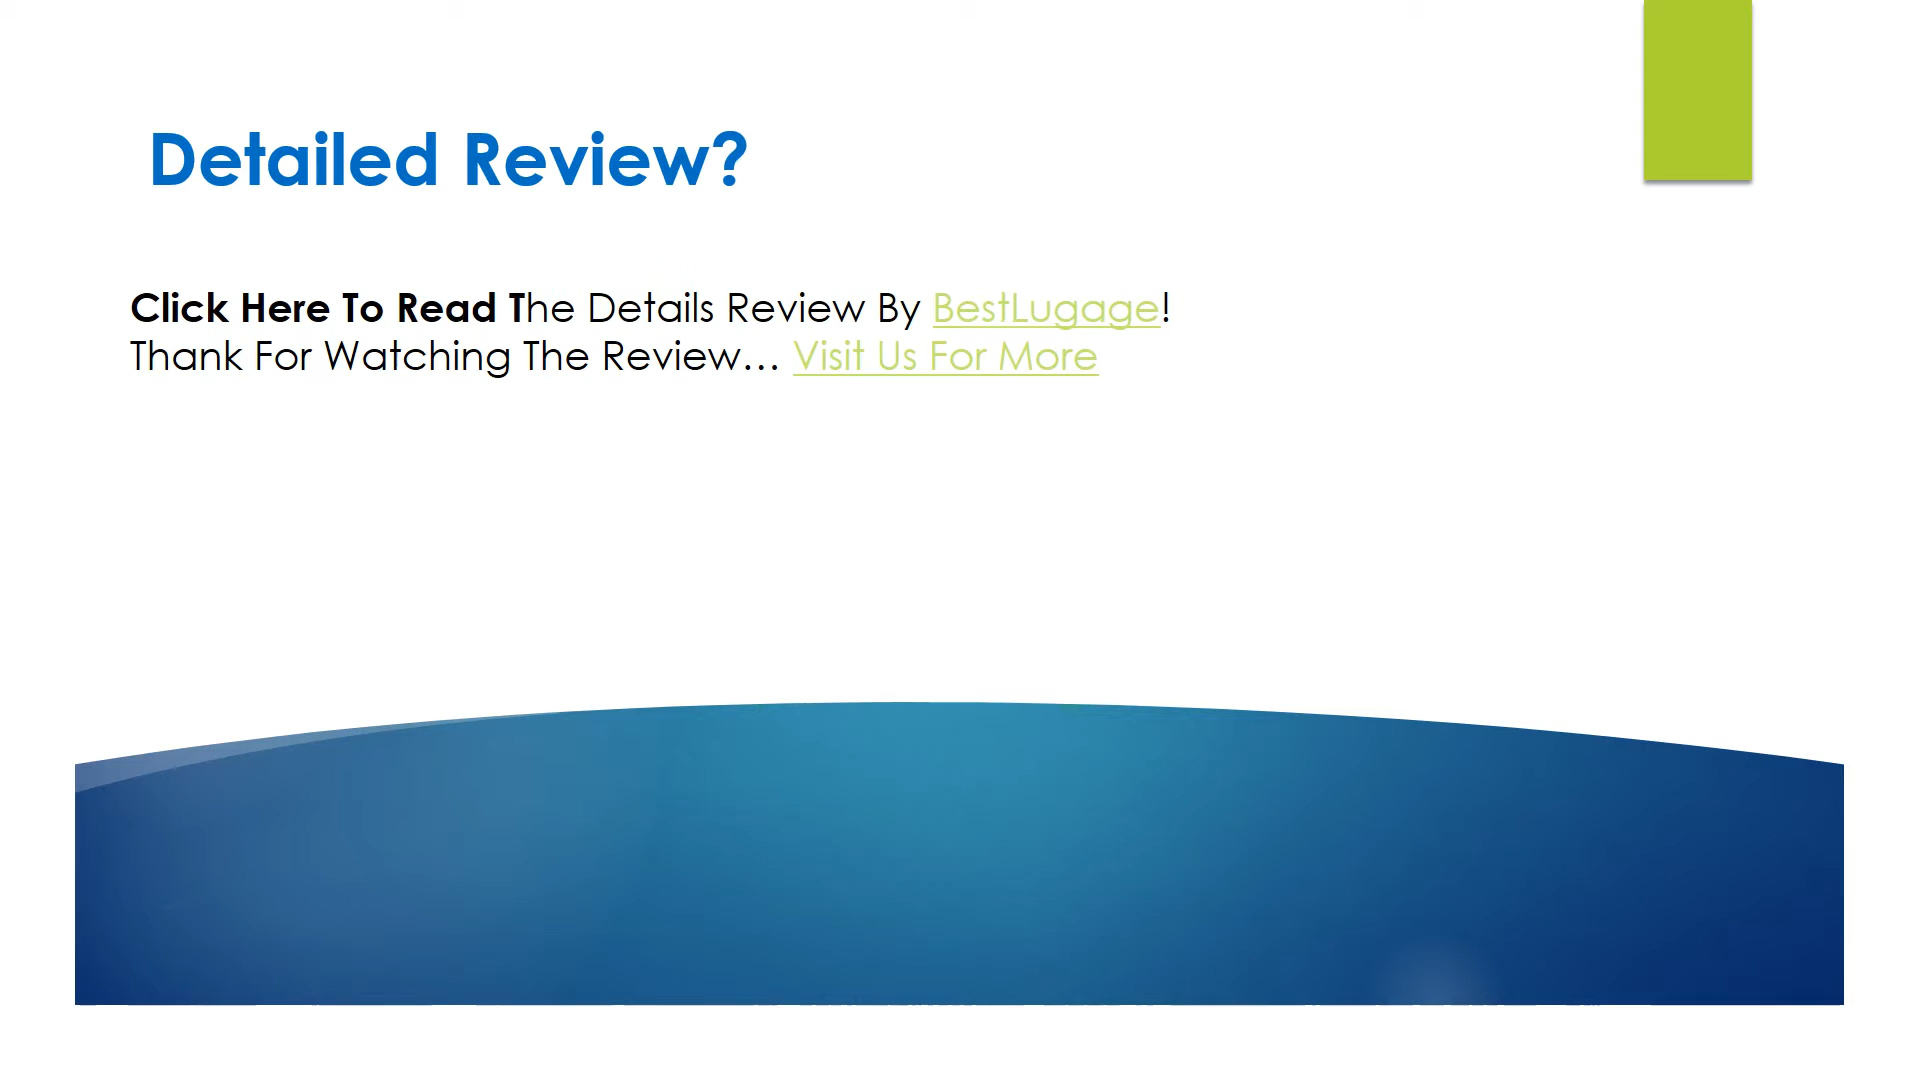 Detailed Review?
Click Here To Read The Details Review By BestLugage!
Thank For Watching The Review… Visit Us For More